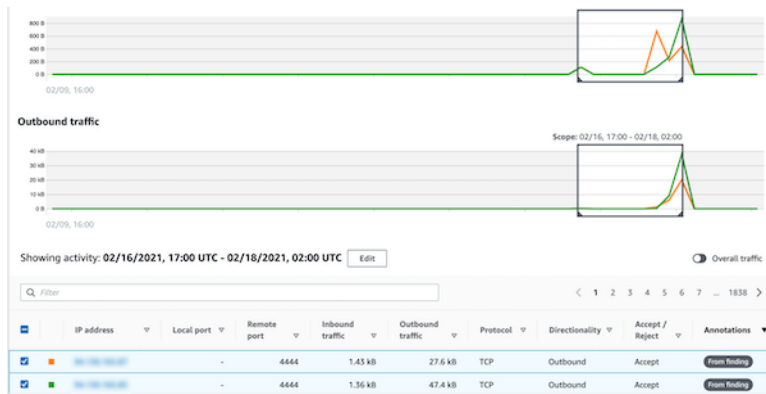 800 B
600 B
400 B
200 B
0 B
02/09, 16:00
Outbound traffic
Scope: 02/16, 17:00 - 02/18, 02:00
40 kB
30 kB
20 kB
10 kB
0 B
02/09, 16:00
Showing activity: 02/16/2021, 17:00 UTC - 02/18/2021, 02:00 UTC Edit Overall traffic
Filter < 1 2 3 4 5 6 7 ... 1838 >
IP address Local port Remote port Inbound traffic Outbound traffic Protocol Directionality Accept / Reject Annotations
- 4444 1.43 kB 27.6 kB TCP Outbound Accept From finding
- 4444 1.36 kB 47.4 kB TCP Outbound Accept From finding